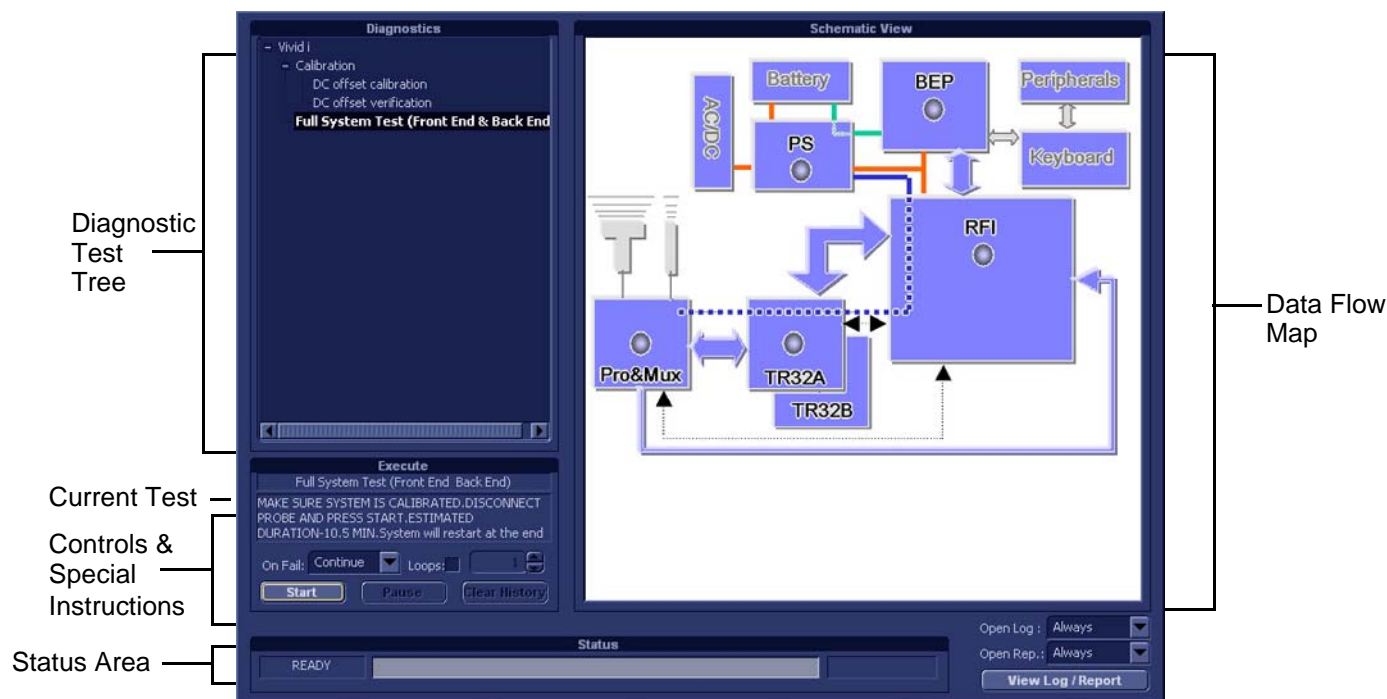 Diagnostics
– Vivid i
– Calibration
DC offset calibration
DC offset verification
Full System Test (Front End & Back End
Schematic View
Battery
AC/DC
PS
BEP
Peripherals
Keyboard
RFI
Pro&Mux
TR32A
TR32B
Diagnostic
Test
Tree
Data Flow
Map
Execute
Full System Test (Front End Back End)
Current Test
MAKE SURE SYSTEM IS CALIBRATED.DISCONNECT
PROBE AND PRESS START.ESTIMATED
DURATION-10.5 MIN.System will restart at the end
Controls &
Special
Instructions
On Fail: Continue Loops: 1
Start Pause Clear History
Status Area
Status
READY
Open Log : Always
Open Rep.: Always
View Log / Report